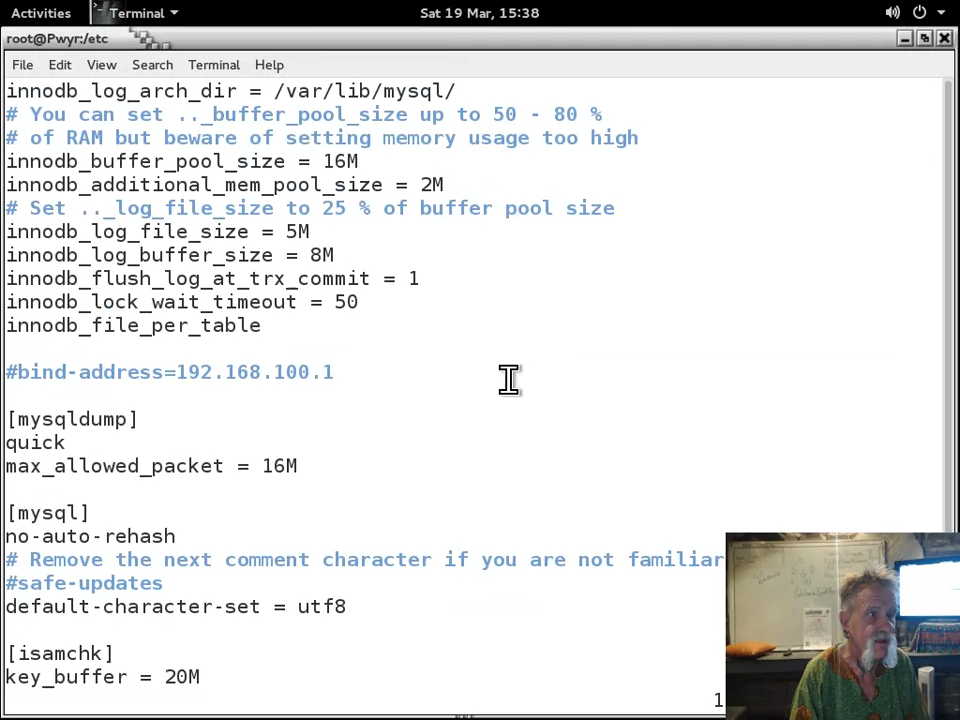 Activities
Terminal
Sat 19 Mar, 15:38
root@Pwyr:/etc
File Edit View Search Terminal Help
innodb_log_arch_dir = /var/lib/mysql/
# You can set .._buffer_pool_size up to 50 - 80 %
# of RAM but beware of setting memory usage too high
innodb_buffer_pool_size = 16M
innodb_additional_mem_pool_size = 2M
# Set .._log_file_size to 25 % of buffer pool size
innodb_log_file_size = 5M
innodb_log_buffer_size = 8M
innodb_flush_log_at_trx_commit = 1
innodb_lock_wait_timeout = 50
innodb_file_per_table
#bind-address=192.168.100.1
[mysqldump]
quick
max_allowed_packet = 16M
[mysql]
no-auto-rehash
# Remove the next comment character if you are not familiar
#safe-updates
default-character-set = utf8
[isamchk]
key_buffer = 20M
1